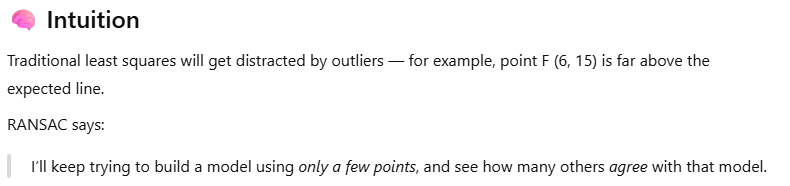 🧠 Intuition
Traditional least squares will get distracted by outliers — for example, point F (6, 15) is far above the
expected line.
RANSAC says:
I'll keep trying to build a model using only a few points, and see how many others agree with that model.